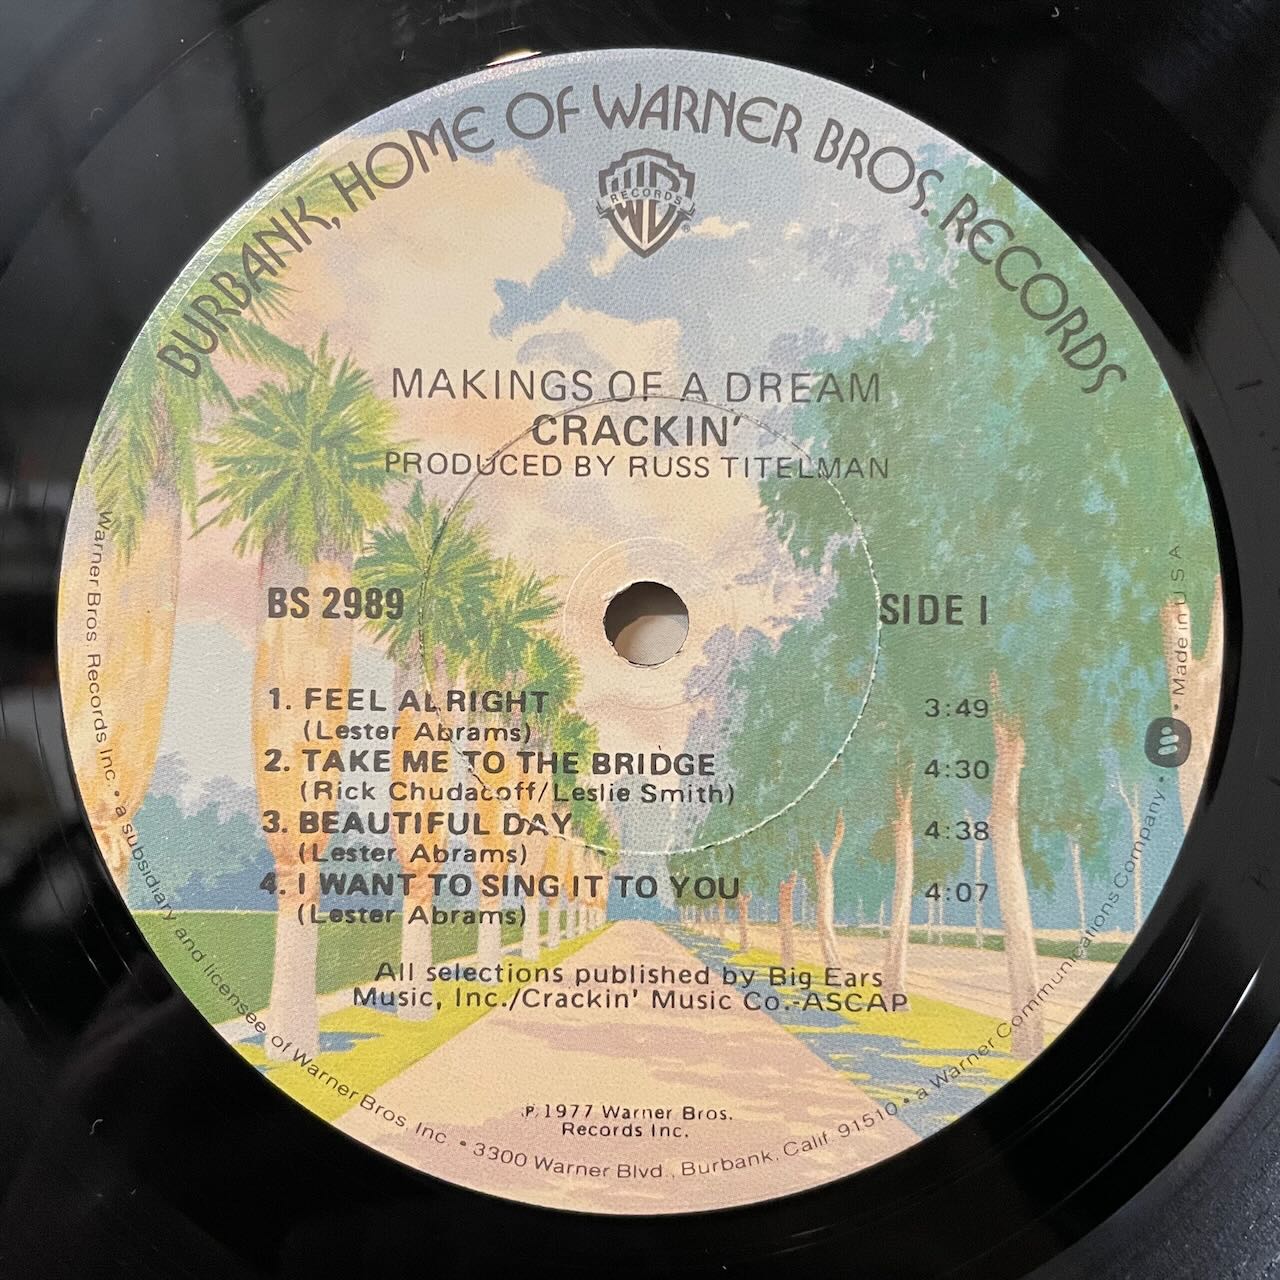 BURBANK, HOME OF WARNER BROS. RECORDS
W B
RECORDS
®
MAKINGS OF A DREAM
CRACKIN'
PRODUCED BY RUSS TITELMAN
BS 2989
SIDE I
1. FEEL ALRIGHT 3:49
(Lester Abrams)
2. TAKE ME TO THE BRIDGE 4:30
(Rick Chudacoff/Leslie Smith)
3. BEAUTIFUL DAY 4:38
(Lester Abrams)
4. I WANT TO SING IT TO YOU 4:07
(Lester Abrams)
All selections published by Big Ears
Music, Inc./Crackin' Music Co.-ASCAP
℗ 1977 Warner Bros.
Records Inc.
Warner Bros. Records Inc. • a subsidiary and licensee of Warner Bros. Inc. • 3300 Warner Blvd., Burbank, Calif. 91510 • a Warner Communications Company • • Made in U S A